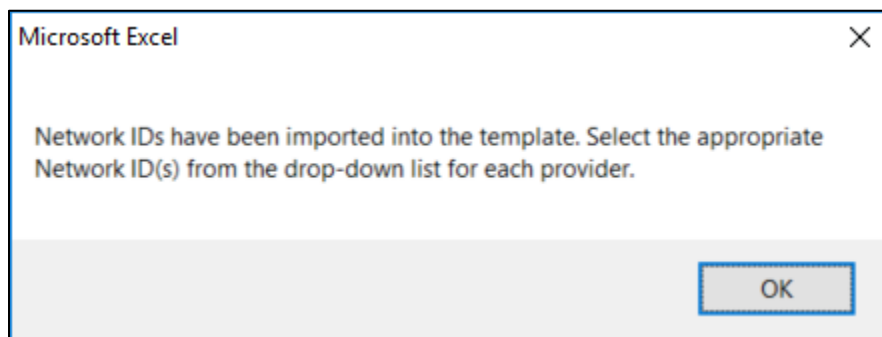 Microsoft Excel
Network IDs have been imported into the template. Select the appropriate
Network ID(s) from the drop-down list for each provider.
OK